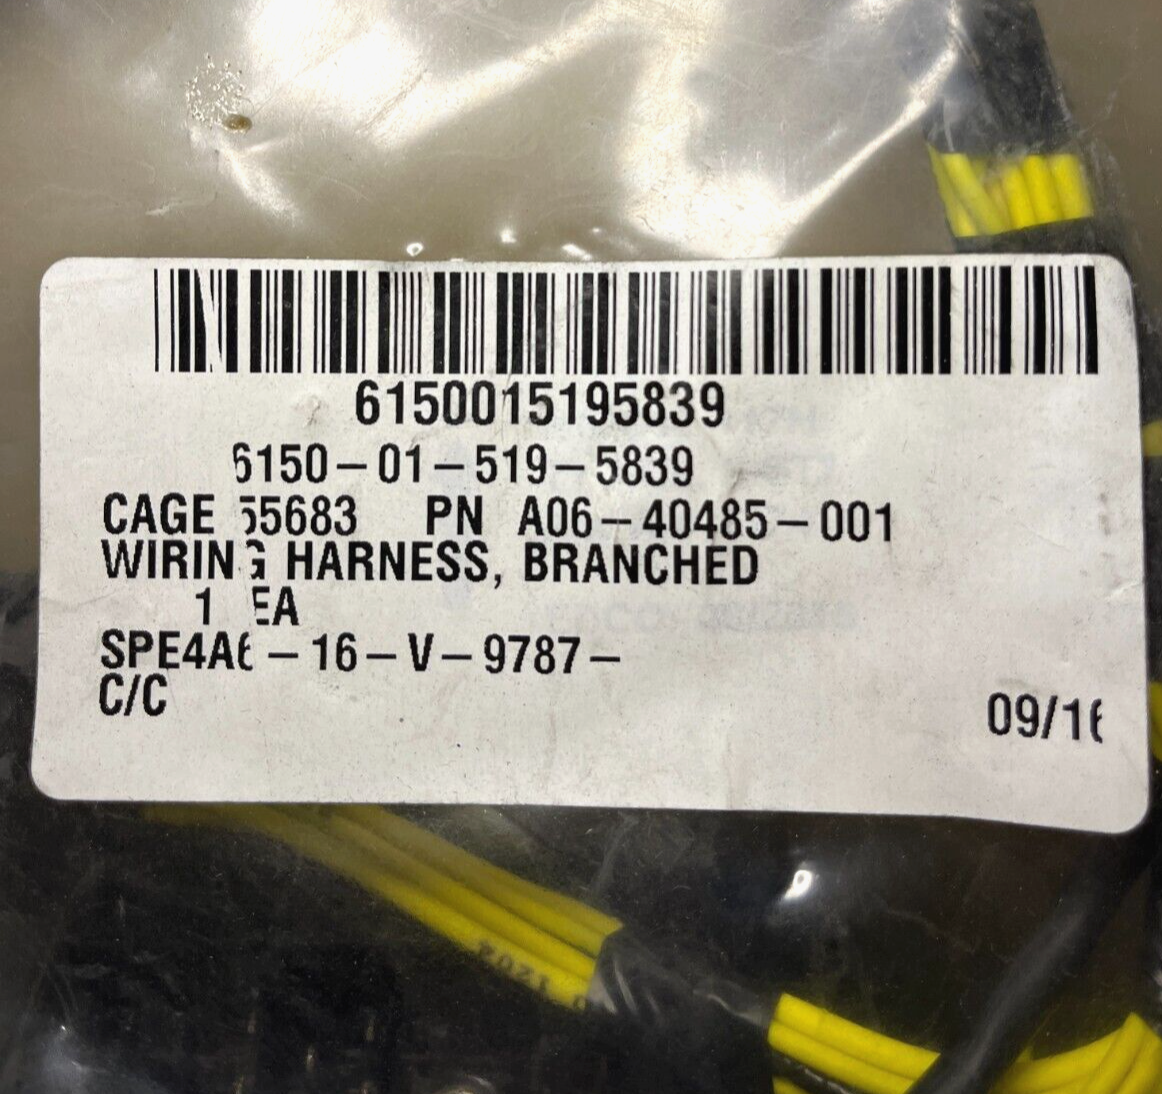 6150015195839
6150-01-519-5839
CAGE 55683 PN A06-40485-001
WIRING HARNESS, BRANCHED
1 EA
SPE4A6-16-V-9787-
C/C
09/16